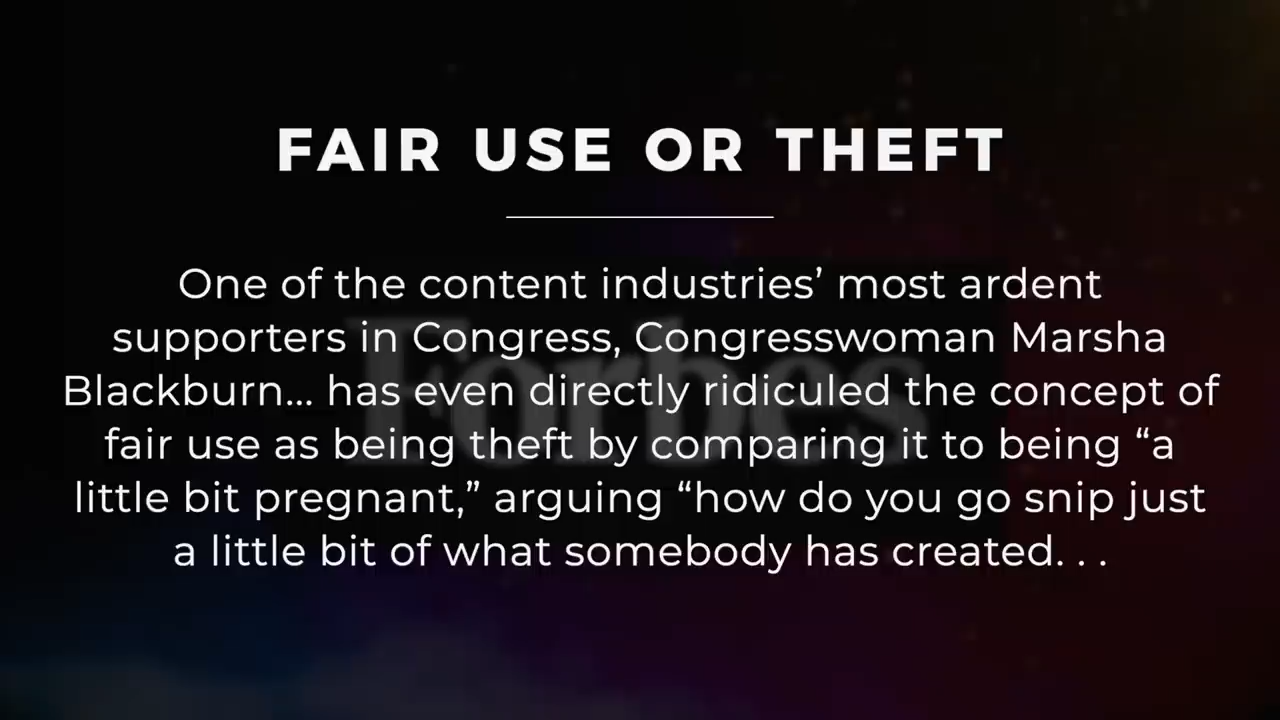 FAIR USE OR THEFT
One of the content industries’ most ardent
supporters in Congress, Congresswoman Marsha
Blackburn... has even directly ridiculed the concept of
fair use as being theft by comparing it to being “a
little bit pregnant,” arguing “how do you go snip just
a little bit of what somebody has created. . .
Forbes